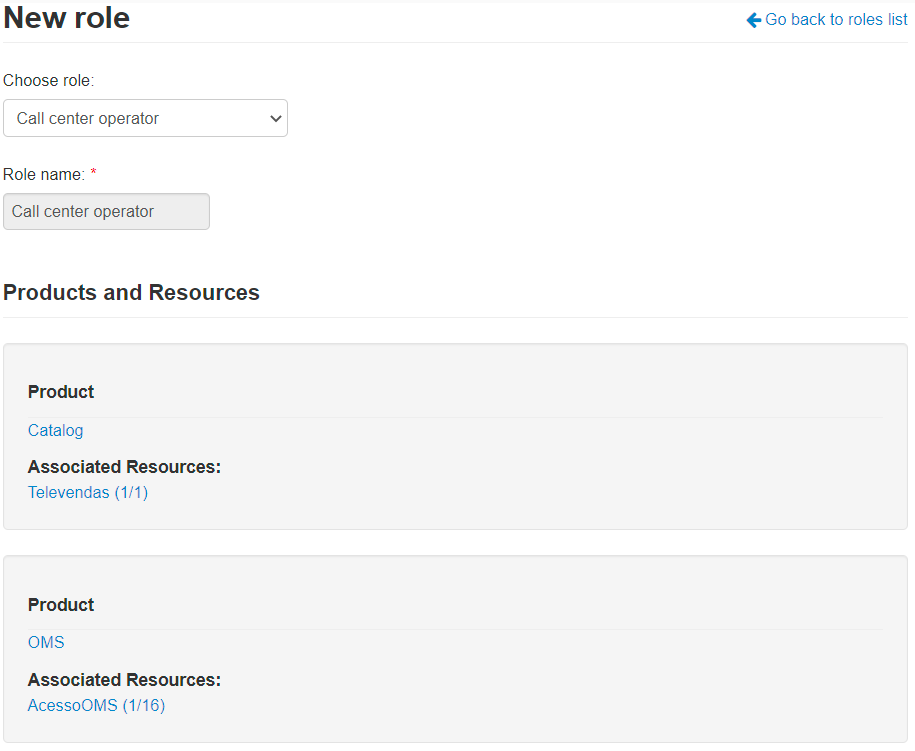 New role
Go back to roles list
Choose role:
Call center operator
Role name: *
Call center operator
Products and Resources
Product
Catalog
Associated Resources:
Televendas (1/1)
Product
OMS
Associated Resources:
AcessoOMS (1/16)